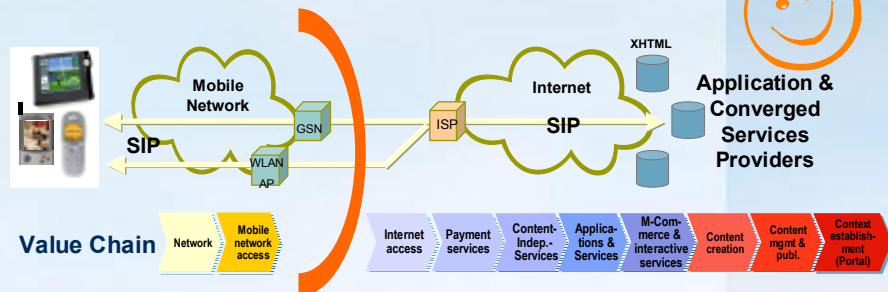 XHTML
Mobile
Network
Internet
Application &
Converged
Services
Providers
GSN
ISP
SIP
SIP
WLAN
AP
Value Chain
Network
Mobile
network
access
Internet
access
Payment
services
Content-
Indep.-
Services
Applica-
tions &
Services
M-Com-
merce &
interactive
services
Content
creation
Content
mgmt &
publ.
Context
establish-
ment
(Portal)